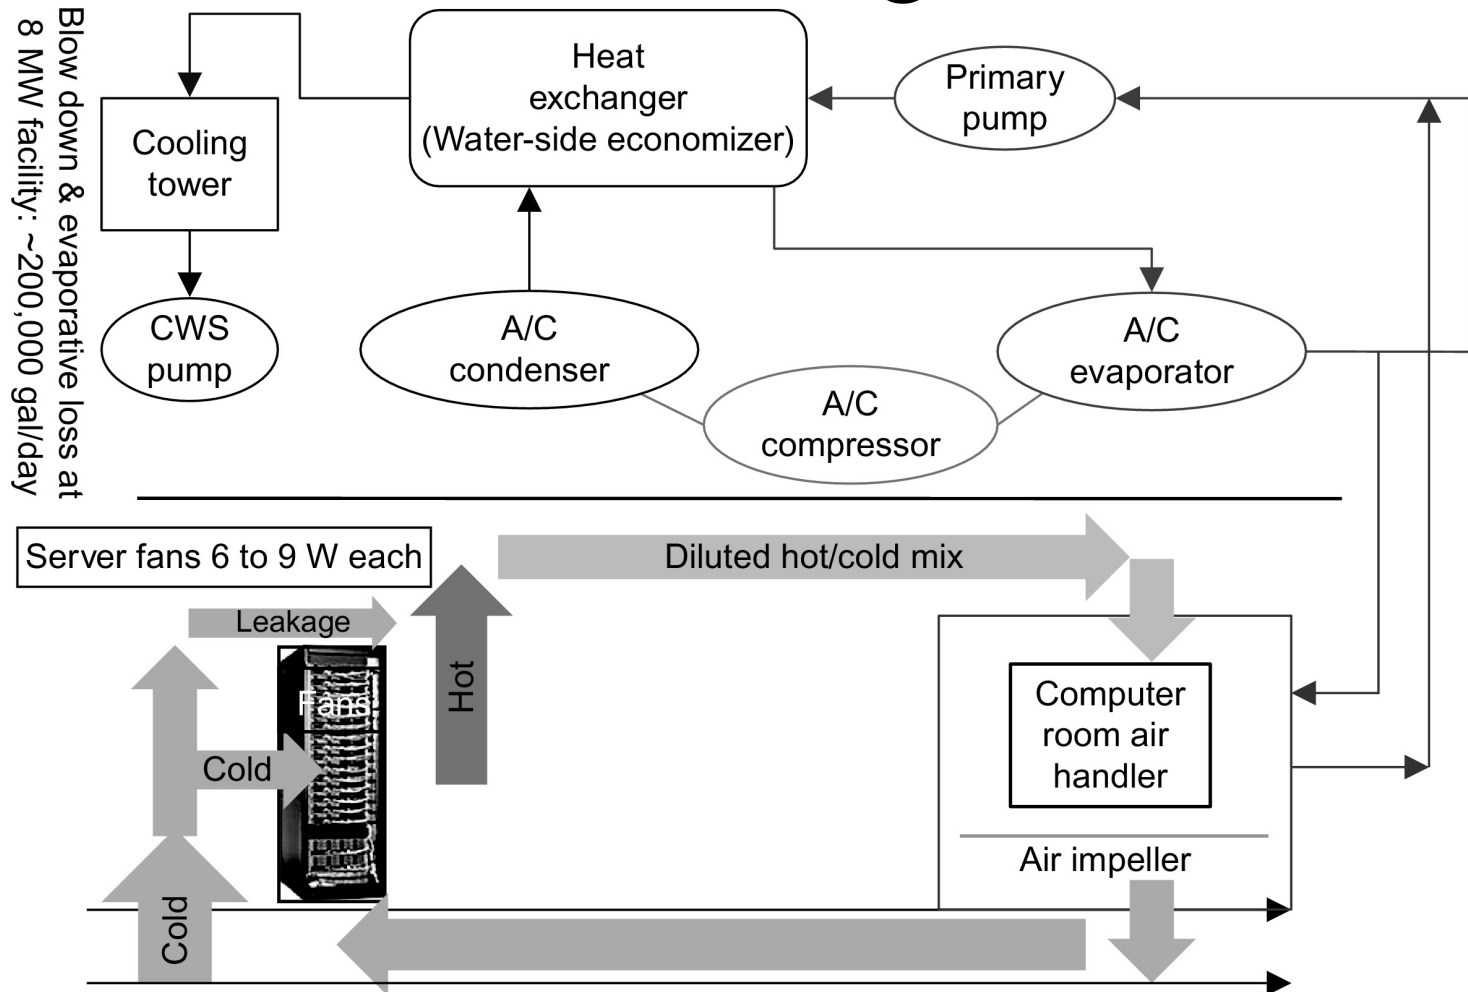 Blow down & evaporative loss at
8 MW facility: ~200,000 gal/day
Heat
exchanger
(Water-side economizer)
Primary
pump
Cooling
tower
CWS
pump
A/C
condenser
A/C
compressor
A/C
evaporator
Server fans 6 to 9 W each
Diluted hot/cold mix
Leakage
Hot
Fans
Cold
Cold
Computer
room air
handler
Air impeller